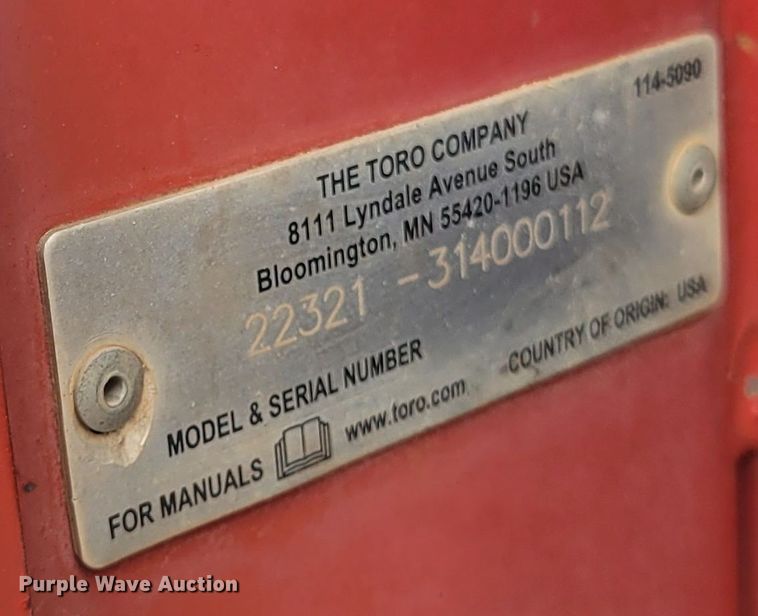 114-5090
THE TORO COMPANY
8111 Lyndale Avenue South
Bloomington, MN 55420-1196 USA
22321 - 314000112
MODEL & SERIAL NUMBER
COUNTRY OF ORIGIN: USA
FOR MANUALS www.toro.com
Purple Wave Auction